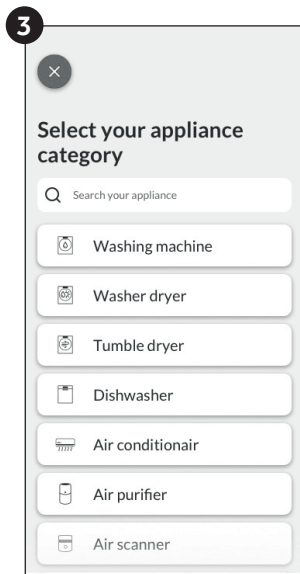 3
Select your appliance
category
Search your appliance
Washing machine
Washer dryer
Tumble dryer
Dishwasher
Air conditionair
Air purifier
Air scanner